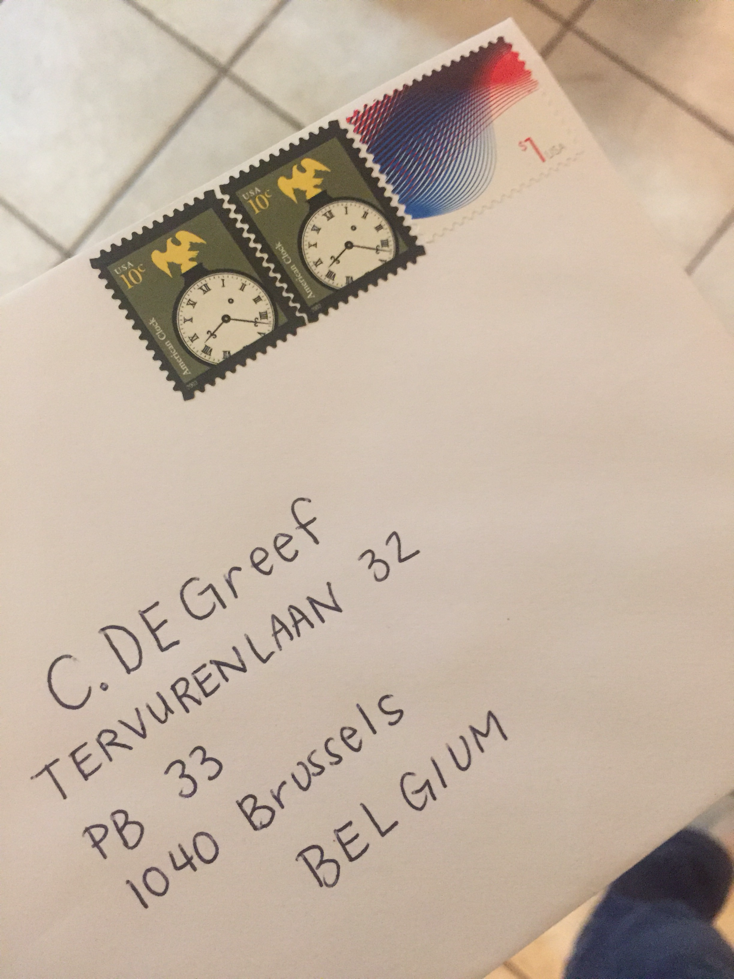 USA
10c
American Clock
USA
10c
American Clock
$1 USA
C. DE Greef
TERVURENLAAN 32
PB 33
1040 Brussels
BELGIUM